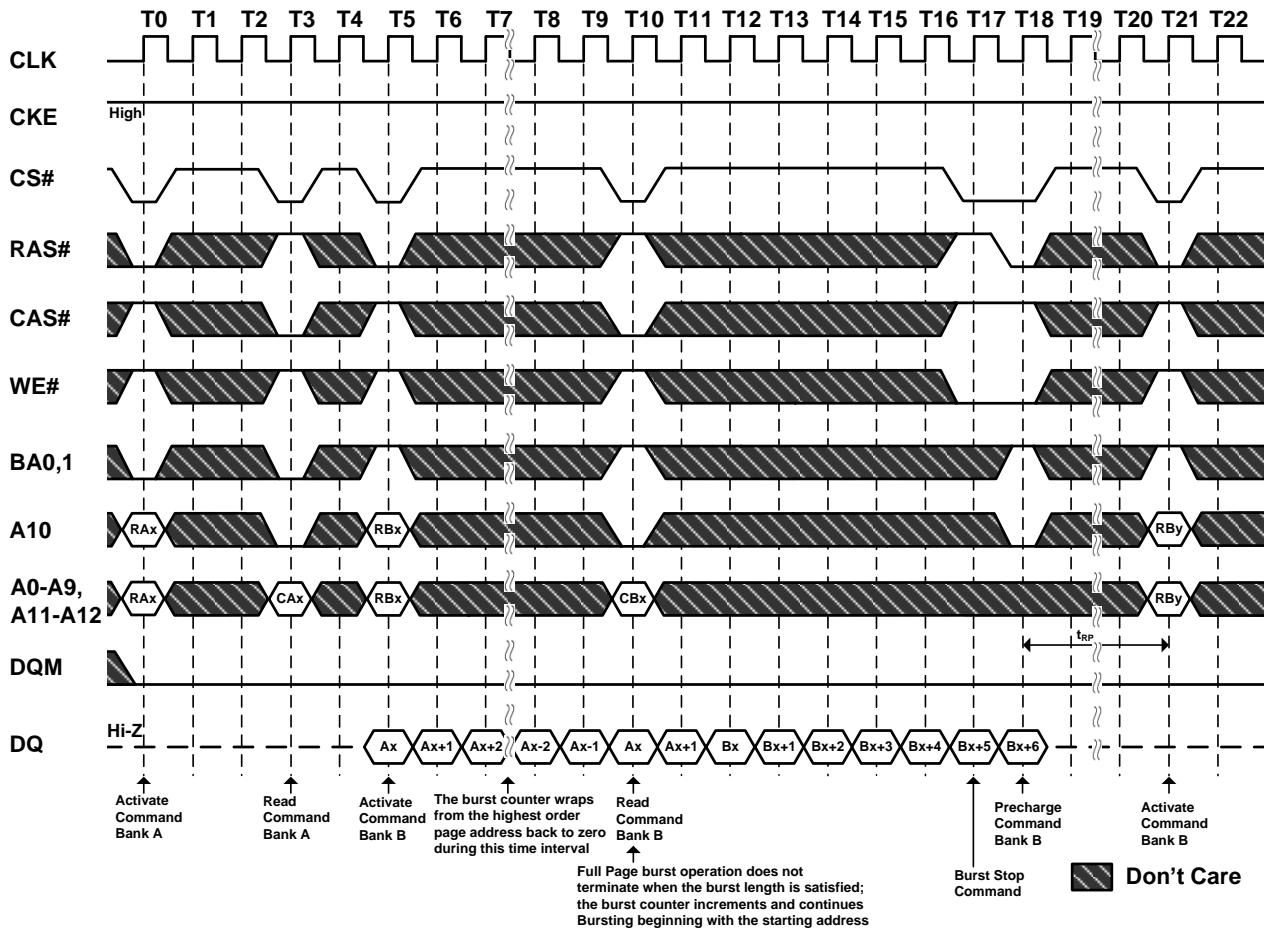 T0 T1 T2 T3 T4 T5 T6 T7 T8 T9 T10 T11 T12 T13 T14 T15 T16 T17 T18 T19 T20 T21 T22
CLK
CKE
High
CS#
RAS#
CAS#
WE#
BA0,1
A10
RAx RBx RBy
A0-A9,
A11-A12
RAx CAx RBx CBx RBy
tRP
DQM
DQ
Hi-Z
Ax Ax+1 Ax+2 Ax-2 Ax-1 Ax Ax+1 Bx Bx+1 Bx+2 Bx+3 Bx+4 Bx+5 Bx+6
Activate
Command
Bank A
Read
Command
Bank A
Activate
Command
Bank B
The burst counter wraps
from the highest order
page address back to zero
during this time interval
Read
Command
Bank B
Full Page burst operation does not
terminate when the burst length is satisfied;
the burst counter increments and continues
Bursting beginning with the starting address
Burst Stop
Command
Precharge
Command
Bank B
Activate
Command
Bank B
Don't Care